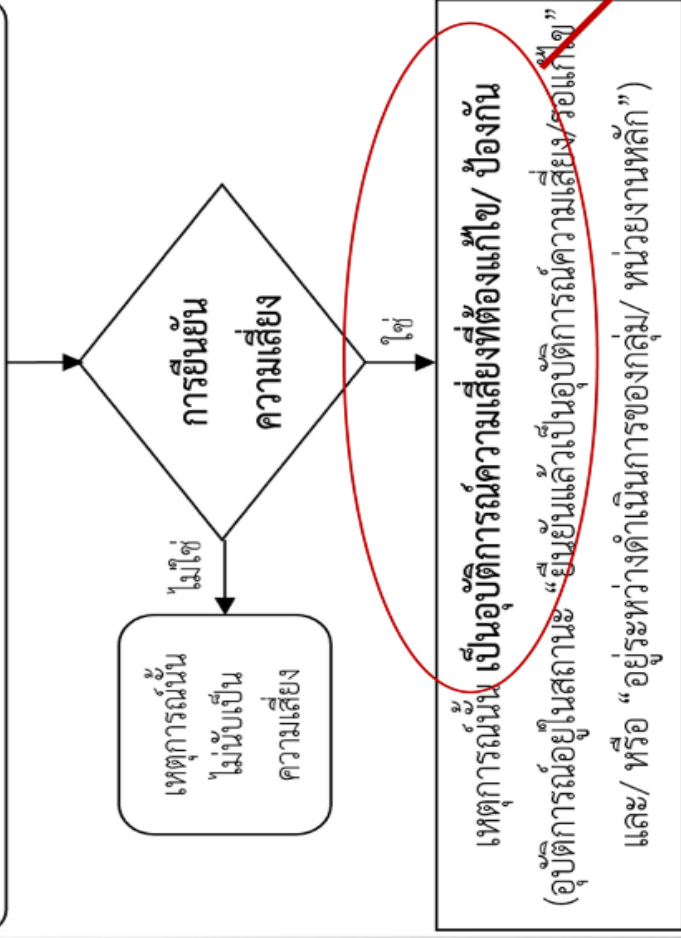 การยืนยัน
ความเสี่ยง
ไม่ใช่
ใช่
เหตุการณ์นั้น
ไม่นับเป็น
ความเสี่ยง
เหตุการณ์นั้น เป็นอุบัติการณ์ความเสี่ยงที่ต้องแก้ไข/ ป้องกัน
(อุบัติการณ์อยู่ในสถานะ “ยืนยันแล้วเป็นอุบัติการณ์ความเสี่ยง/รอแก้ไข”
และ/ หรือ “อยู่ระหว่างดำเนินการของกลุ่ม/ หน่วยงานหลัก”)